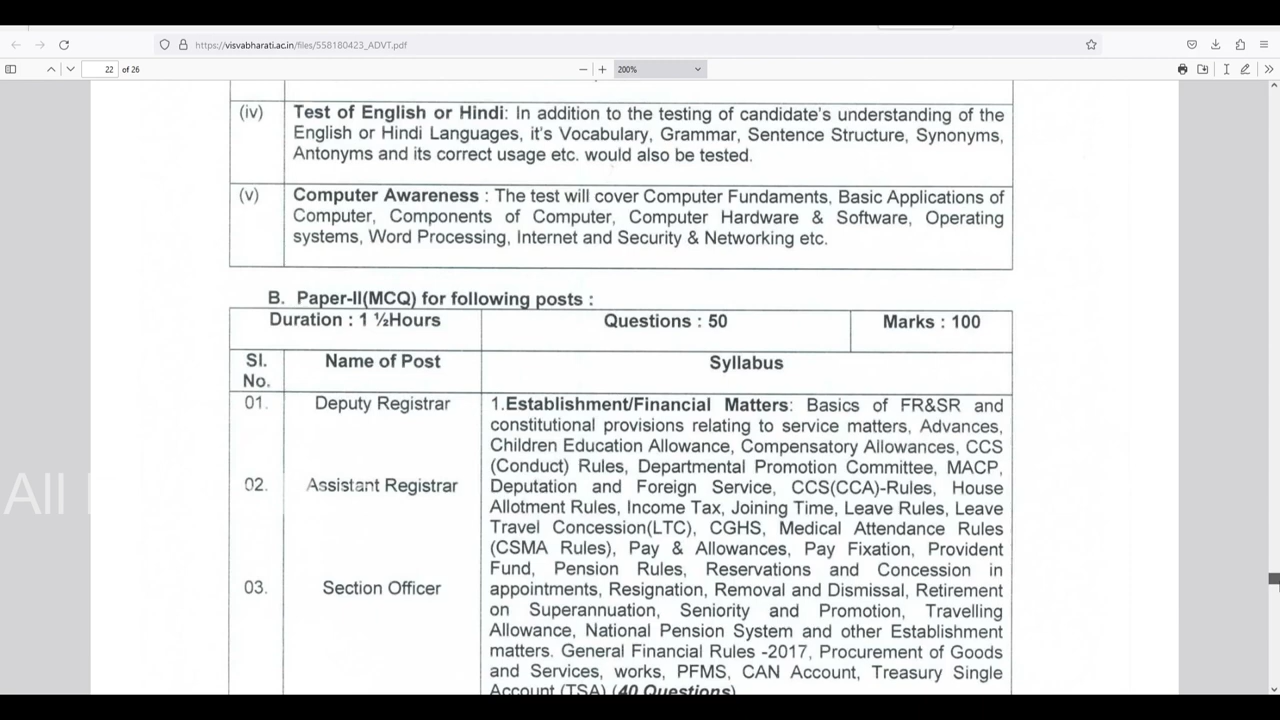 https://visvabharati.ac.in/files/558180423_ADVT.pdf
22 of 26
200%
(iv) Test of English or Hindi: In addition to the testing of candidate's understanding of the
English or Hindi Languages, it's Vocabulary, Grammar, Sentence Structure, Synonyms,
Antonyms and its correct usage etc. would also be tested.
(v) Computer Awareness : The test will cover Computer Fundaments, Basic Applications of
Computer, Components of Computer, Computer Hardware & Software, Operating
systems, Word Processing, Internet and Security & Networking etc.
B. Paper-II(MCQ) for following posts :
Duration : 1 ½Hours Questions : 50 Marks : 100
Sl. No. Name of Post Syllabus
01. Deputy Registrar
02. Assistant Registrar
03. Section Officer
1.Establishment/Financial Matters: Basics of FR&SR and
constitutional provisions relating to service matters, Advances,
Children Education Allowance, Compensatory Allowances, CCS
(Conduct) Rules, Departmental Promotion Committee, MACP,
Deputation and Foreign Service, CCS(CCA)-Rules, House
Allotment Rules, Income Tax, Joining Time, Leave Rules, Leave
Travel Concession(LTC), CGHS, Medical Attendance Rules
(CSMA Rules), Pay & Allowances, Pay Fixation, Provident
Fund, Pension Rules, Reservations and Concession in
appointments, Resignation, Removal and Dismissal, Retirement
on Superannuation, Seniority and Promotion, Travelling
Allowance, National Pension System and other Establishment
matters. General Financial Rules -2017, Procurement of Goods
and Services, works, PFMS, CAN Account, Treasury Single
Account (TSA) (40 Questions)
All